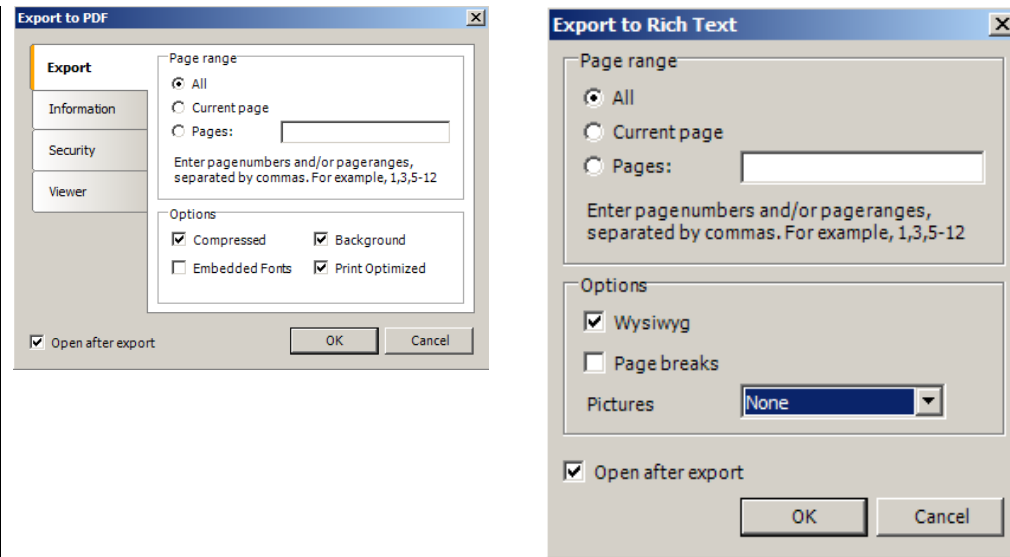 Export to PDF
Export
Information
Security
Viewer
Page range
All
Current page
Pages:
Enter pagenumbers and/or pageranges,
separated by commas. For example, 1,3,5-12
Options
Compressed
Background
Embedded Fonts
Print Optimized
Open after export
OK
Cancel
Export to Rich Text
Page range
All
Current page
Pages:
Enter pagenumbers and/or pageranges,
separated by commas. For example, 1,3,5-12
Options
Wysiwyg
Page breaks
Pictures
None
Open after export
OK
Cancel